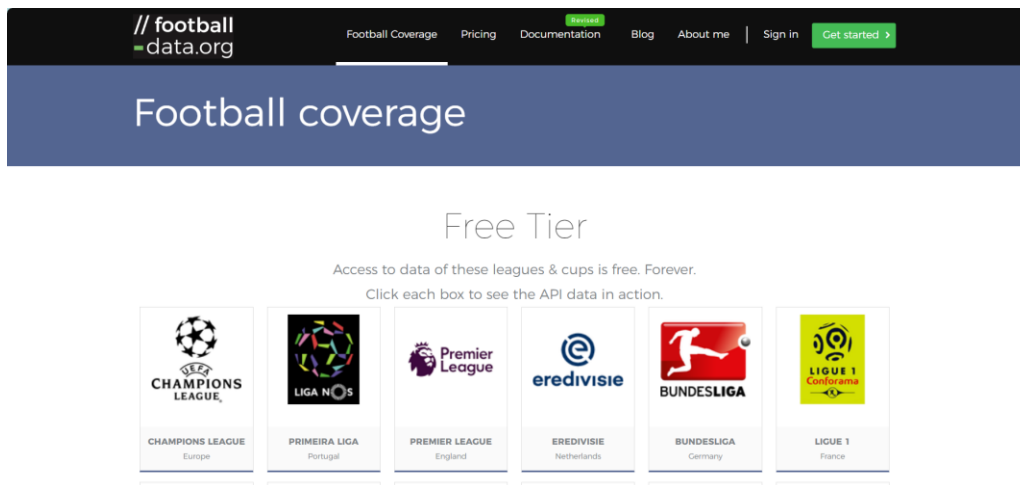 // football
-data.org
Football Coverage
Pricing
Revised
Documentation
Blog
About me
Sign in
Get started
Football coverage
Free Tier
Access to data of these leagues & cups is free. Forever.
Click each box to see the API data in action.
UEFA
CHAMPIONS
LEAGUE
LIGA NOS
Premier
League
eredivisie
BUNDESLIGA
LIGUE 1
Conforama
CHAMPIONS LEAGUE
Europe
PRIMEIRA LIGA
Portugal
PREMIER LEAGUE
England
EREDIVISIE
Netherlands
BUNDESLIGA
Germany
LIGUE 1
France